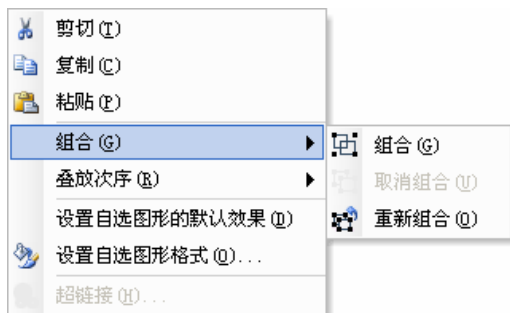 剪切(T)
复制(C)
粘贴(P)
组合(G)
叠放次序(R)
设置自选图形的默认效果(D)
设置自选图形格式(O)...
超链接(H)...
组合(G)
取消组合(U)
重新组合(O)